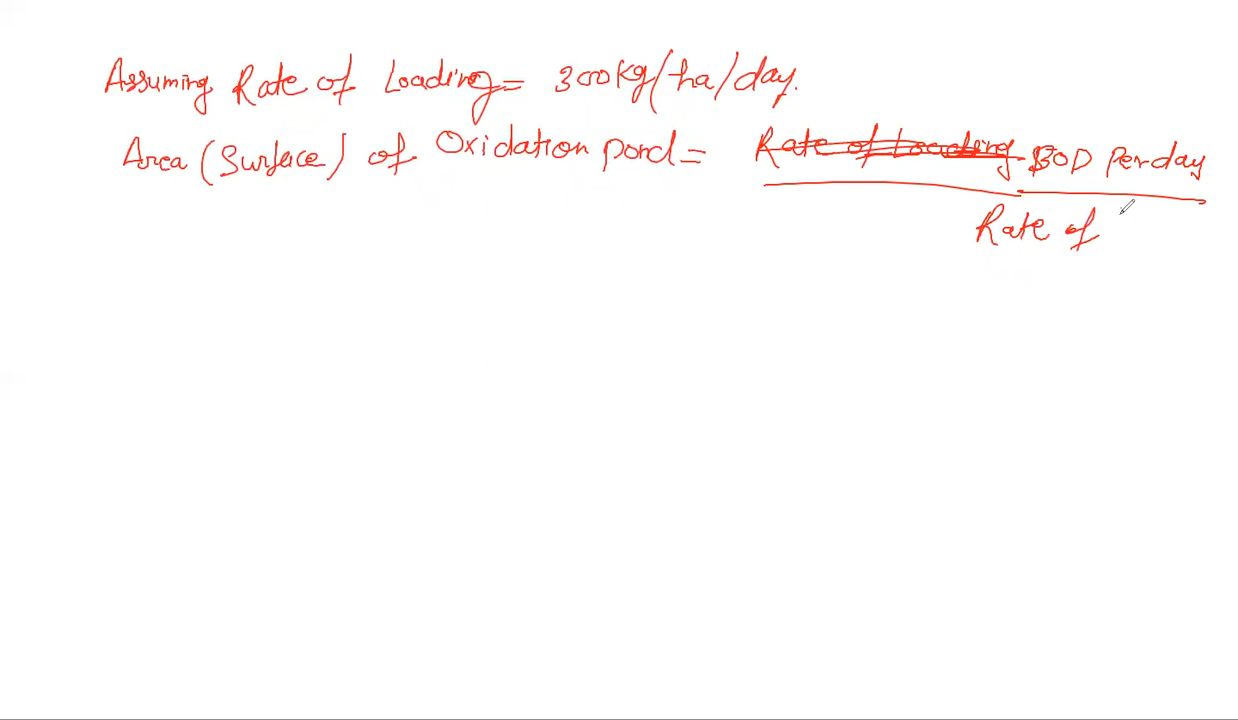 Assuming Rate of Loading = 300kg/ha/day.
Area (Surface) of Oxidation pond = Rate of Loading BOD Per day
Rate of